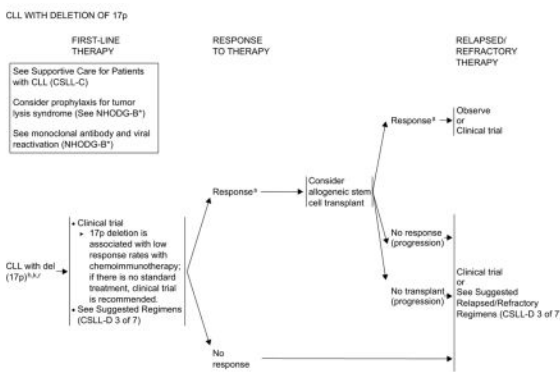 CLL WITH DELETION OF 17p
FIRST-LINE
THERAPY
RESPONSE
TO THERAPY
RELAPSED/
REFRACTORY
THERAPY
See Supportive Care for Patients
with CLL (CSLL-C)
Consider prophylaxis for tumor
lysis syndrome (See NHODG-B*)
See monoclonal antibody and viral
reactivation (NHODG-B*)
CLL with del
(17p)
• Clinical trial
17p deletion is
associated with low
response rates with
chemoimmunotherapy;
if there is no standard
treatment, clinical trial
is recommended.
• See Suggested Regimens
(CSLL-D 3 of 7)
Response
Consider
allogeneic stem
cell transplant
Response
Observe
or
Clinical trial
No response
(progression)
No transplant
(progression)
Clinical trial
or
See Suggested
Relapsed/Refractory
Regimens (CSLL-D 3 of 7
No
response